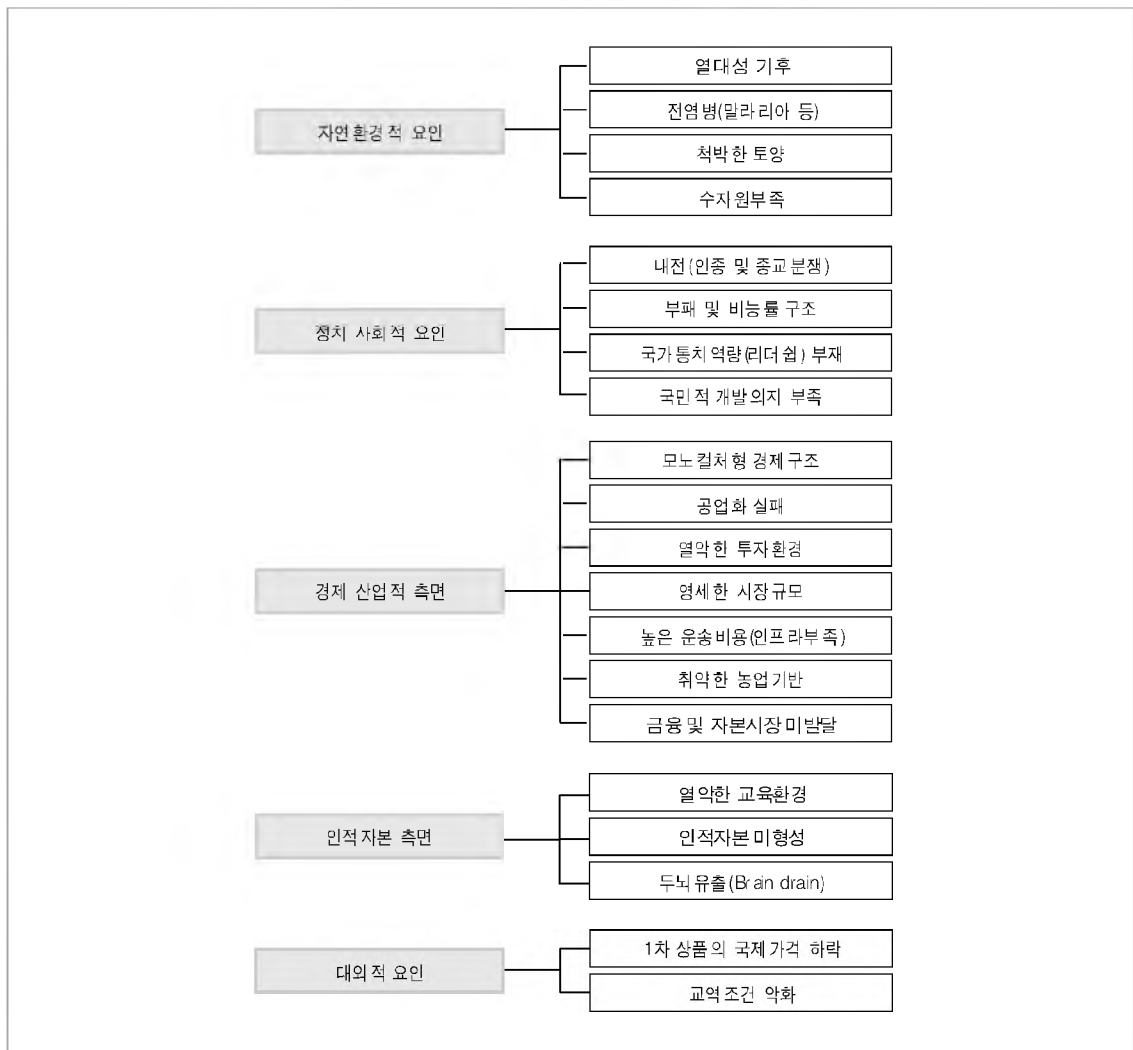 자연환경적 요인
열대성 기후
전염병(말라리아 등)
척박한 토양
수자원부족
정치 사회적 요인
내전(인종 및 종교분쟁)
부패 및 비능률 구조
국가통치역량(리더쉽) 부재
국민적 개발의지 부족
경제 산업적 측면
모노컬처형 경제구조
공업화 실패
열악한 투자환경
영세한 시장규모
높은 운송비용(인프라부족)
취약한 농업기반
금융 및 자본시장 미발달
인적자본 측면
열악한 교육환경
인적자본 미형성
두뇌유출(Brain drain)
대외적 요인
1차 상품의 국제가격 하락
교역조건 악화